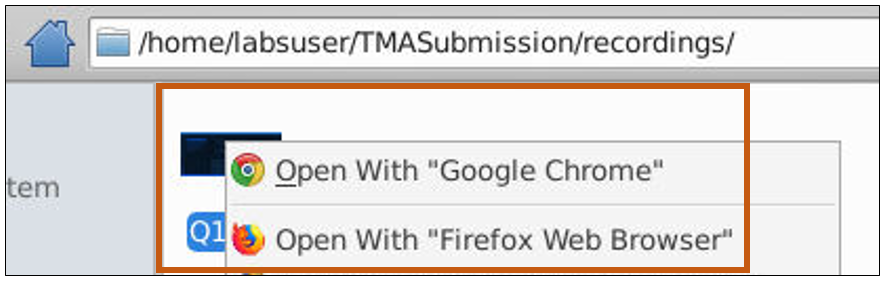 /home/labsuser/TMASubmission/recordings/
Open With "Google Chrome"
tem
Q1
Open With "Firefox Web Browser"